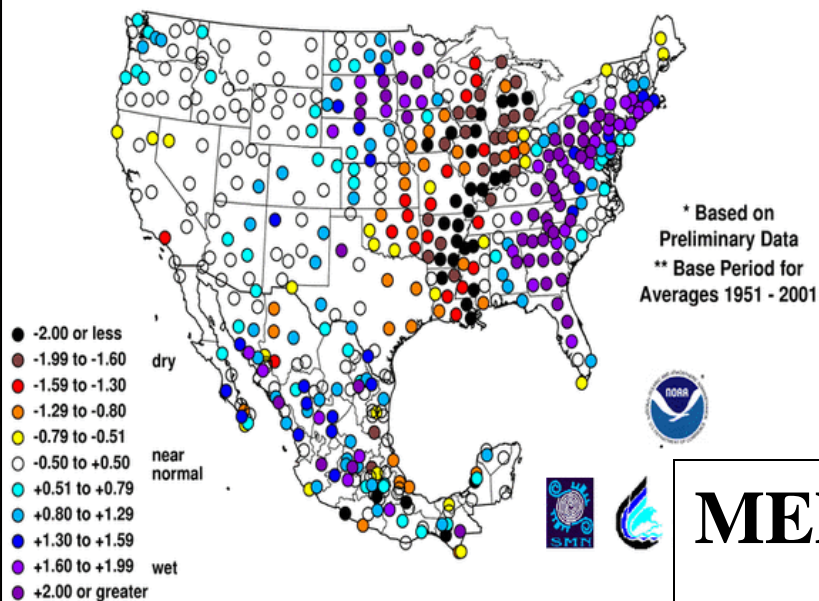 * Based on
Preliminary Data
** Base Period for
Averages 1951 - 2001
-2.00 or less
-1.99 to -1.60 dry
-1.59 to -1.30
-1.29 to -0.80
-0.79 to -0.51
-0.50 to +0.50 near normal
+0.51 to +0.79
+0.80 to +1.29
+1.30 to +1.59
+1.60 to +1.99 wet
+2.00 or greater
NOAA
SMN